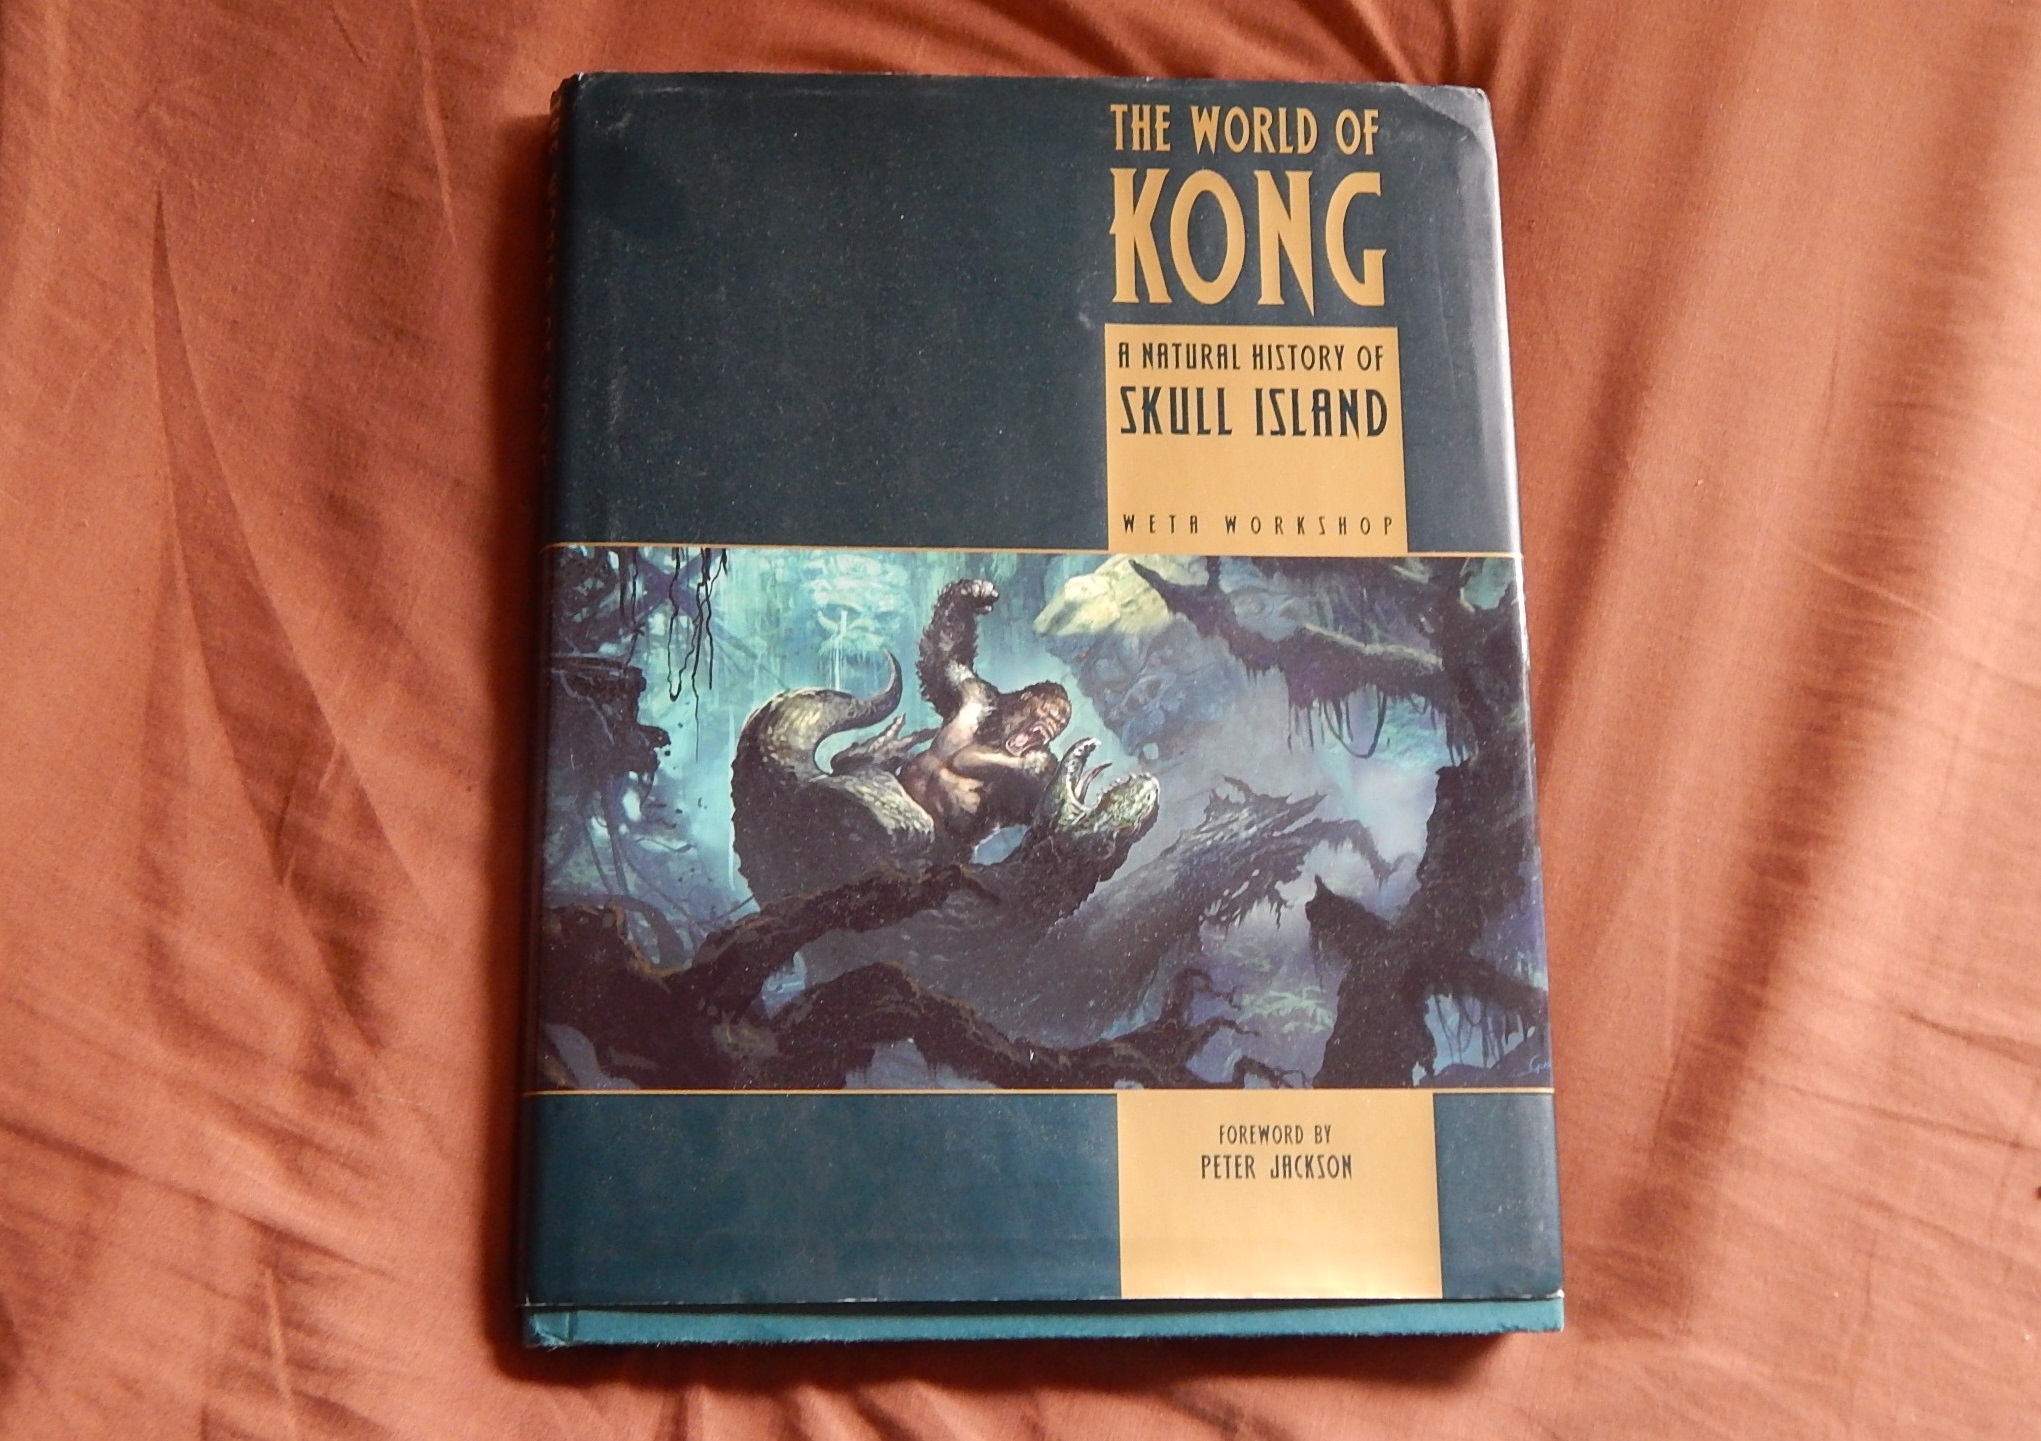 THE WORLD OF
KONG
A NATURAL HISTORY OF
SKULL ISLAND
WETA WORKSHOP
FOREWORD BY
PETER JACKSON